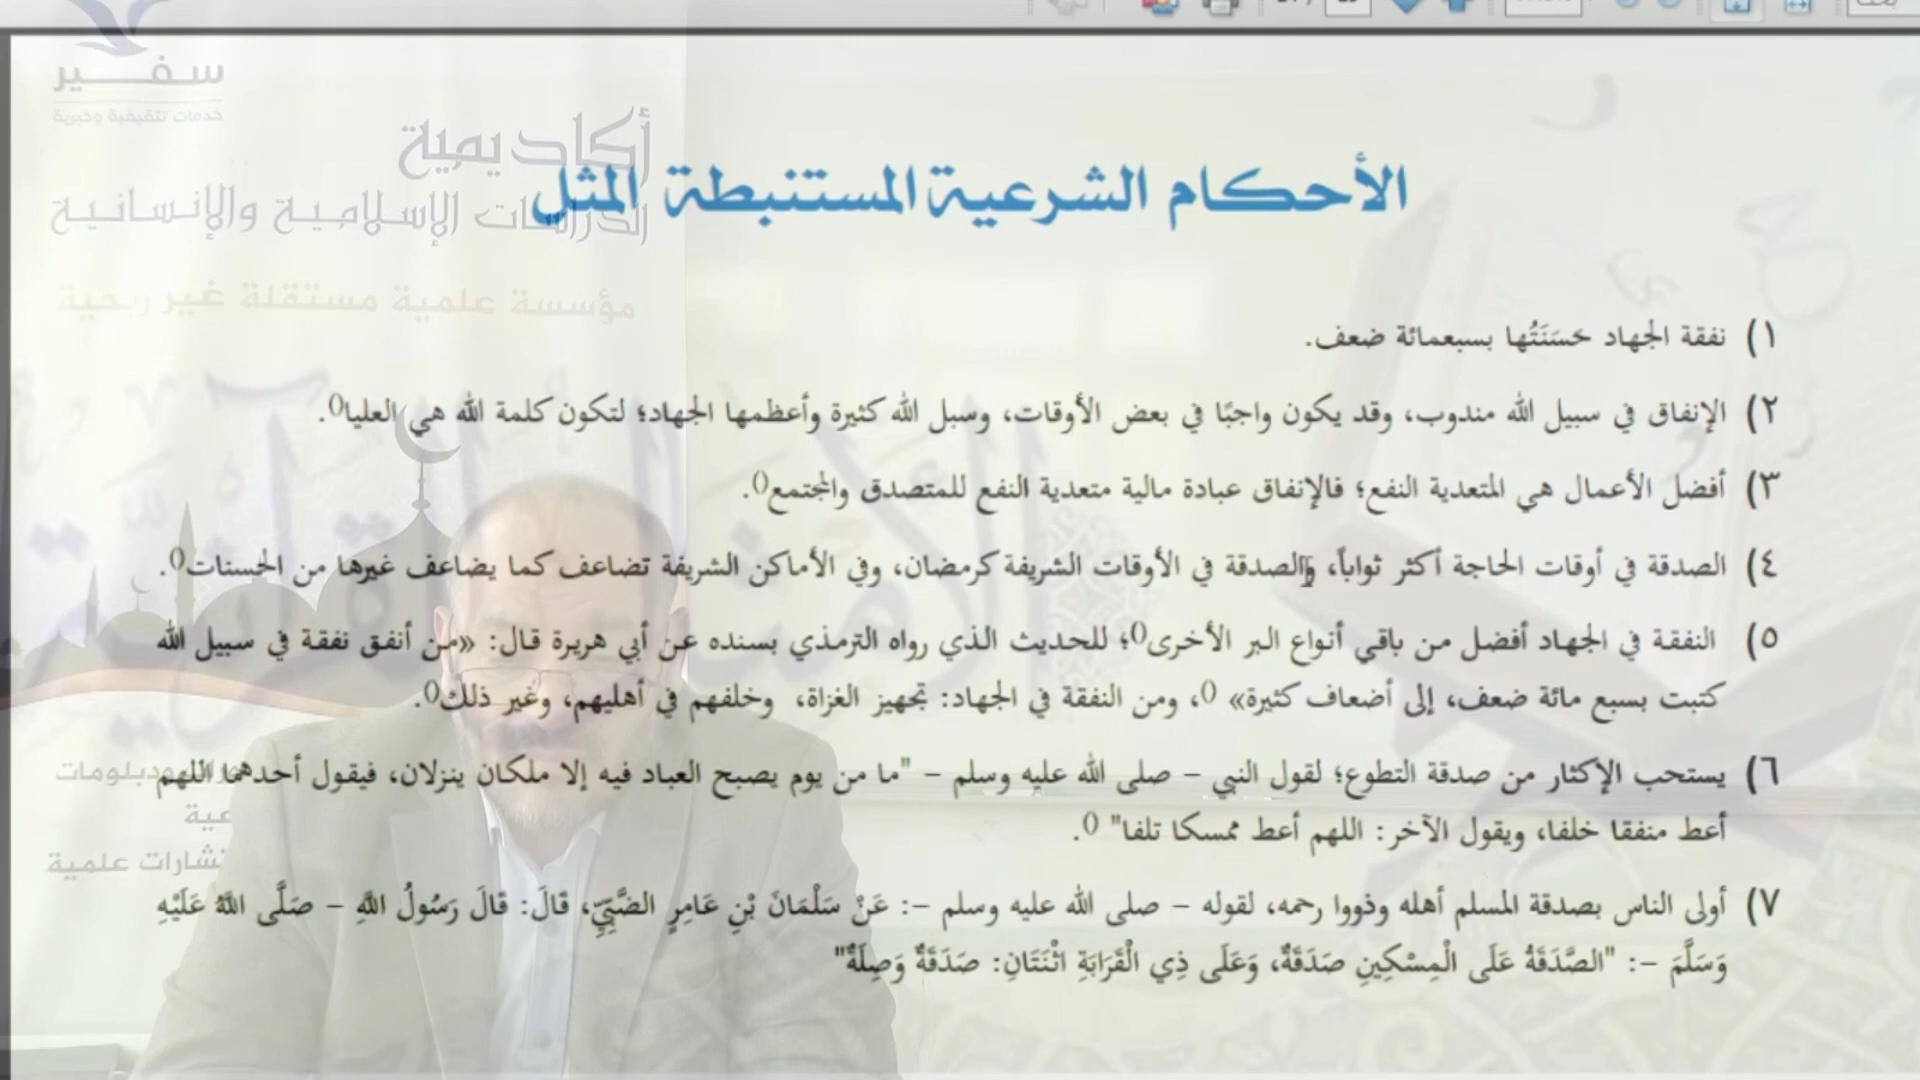 سفير
خدمات تثقيفية وخيرية
أكاديمية
الدراسات الإسلامية والإنسانية
مؤسسة علمية مستقلة غير ربحية
الأحكام الشرعية المستنبطة المثل
١) نفقة الجهاد حَسَنَتُها بسبعمائة ضعف.
٢) الإنفاق في سبيل الله مندوب، وقد يكون واجبًا في بعض الأوقات، وسبل الله كثيرة وأعظمها الجهاد؛ لتكون كلمة الله هي العليا().
٣) أفضل الأعمال هي المتعدية النفع؛ فالإنفاق عبادة مالية متعدية النفع للمتصدق والمجتمع().
٤) الصدقة في أوقات الحاجة أكثر ثواباً، والصدقة في الأوقات الشريفة كرمضان، وفي الأماكن الشريفة تضاعف كما يضاعف غيرها من الحسنات().
٥) النفقة في الجهاد أفضل من باقي أنواع البر الأخرى()؛ للحديث الذي رواه الترمذي بسنده عن أبي هريرة قال: «من أنفق نفقة في سبيل الله
كتبت بسبع مائة ضعف، إلى أضعاف كثيرة» ()، ومن النفقة في الجهاد: تجهيز الغزاة، وخلفهم في أهليهم، وغير ذلك().
٦) يستحب الإكثار من صدقة التطوع؛ لقول النبي – صلى الله عليه وسلم – "ما من يوم يصبح العباد فيه إلا ملكان ينزلان، فيقول أحدهما اللهم
أعط منفقا خلفا، ويقول الآخر: اللهم أعط ممسكا تلفا" ().
٧) أولى الناس بصدقة المسلم أهله وذووا رحمه، لقوله – صلى الله عليه وسلم –: عَنْ سَلْمَانَ بْنِ عَامِرٍ الضَّبِّيِّ، قَالَ: قَالَ رَسُولُ اللهِ – صَلَّى اللهُ عَلَيْهِ
وَسَلَّمَ –: "الصَّدَقَةُ عَلَى الْمِسْكِينِ صَدَقَةٌ، وَعَلَى ذِي الْقَرَابَةِ اثْنَتَانِ: صَدَقَةٌ وَصِلَةٌ"